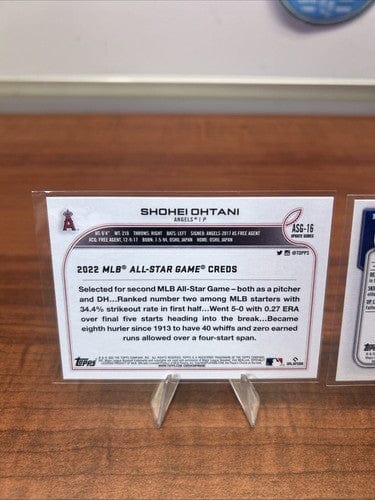 SHOHEI OHTANI
ANGELS® | P
HT: 6'4" WT: 210 THROWS: RIGHT BATS: LEFT SIGNED: ANGELS-2017 AS FREE AGENT
ACQ: FREE AGENT, 12-9-17 BORN: 7-5-94, OSHU, JAPAN HOME: OSHU, JAPAN
ASG-16
UPDATE SERIES
@TOPPS
2022 MLB® ALL-STAR GAME® CREDS
Selected for second MLB All-Star Game – both as a pitcher
and DH...Ranked number two among MLB starters with
34.4% strikeout rate in first half...Went 5-0 with 0.27 ERA
over final five starts heading into the break...Became
eighth hurler since 1913 to have 40 whiffs and zero earned
runs allowed over a four-start span.
Topps